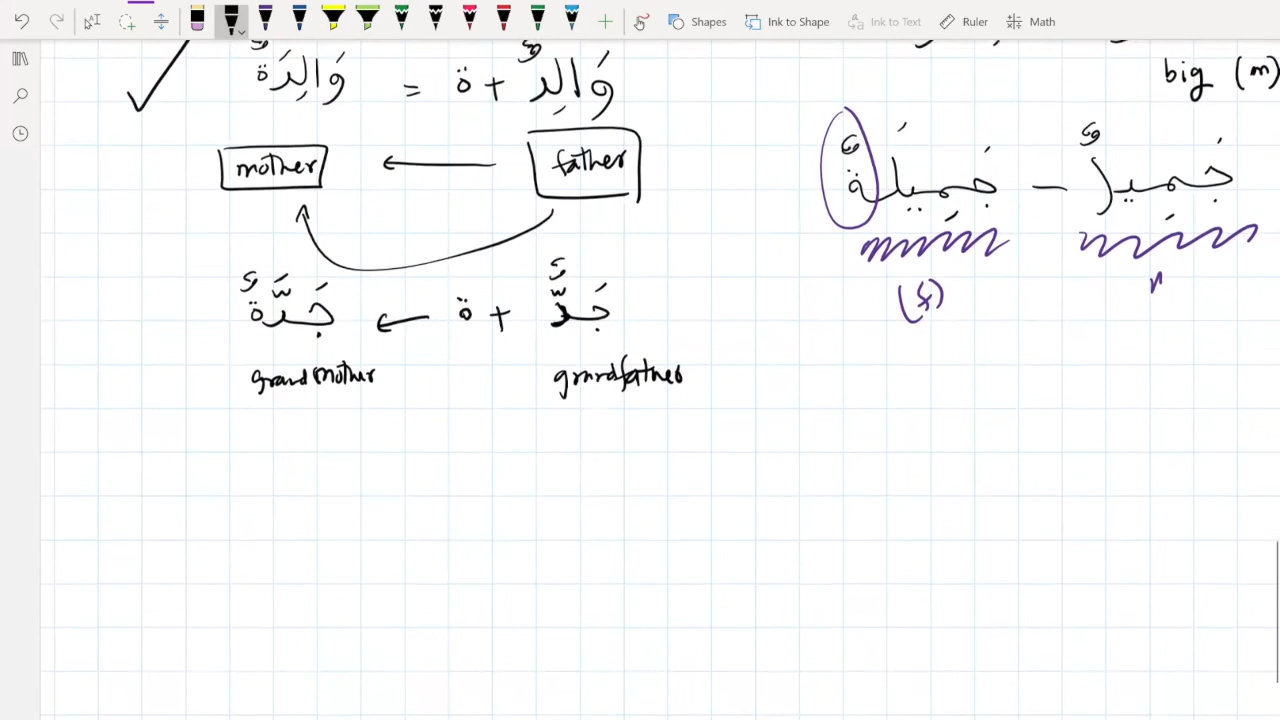 Shapes Ink to Shape Ink to Text Ruler Math
وَالِدٌ + ة = وَالِدَةٌ
big (m)
father ← mother
جَمِيلٌ – جَمِيلَةٌ
(f)
جَدٌّ + ة ← جَدَّةٌ
grandfather grandmother